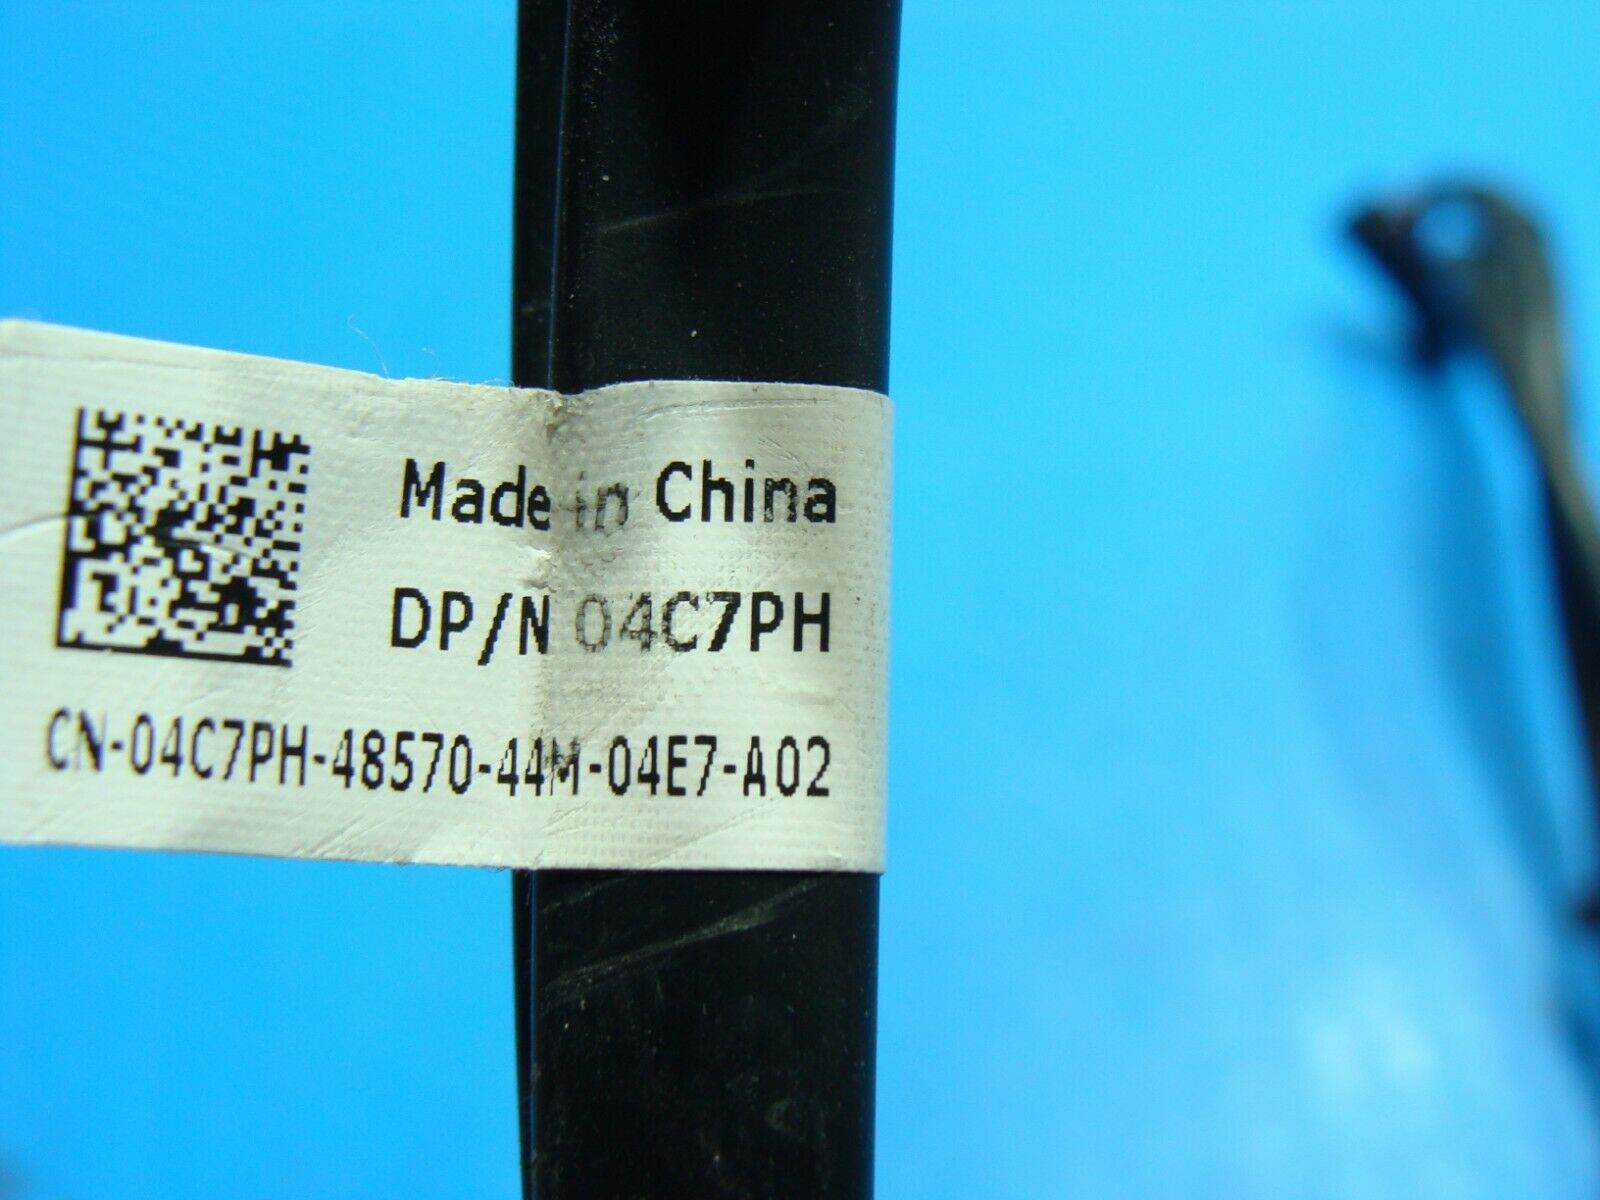 Made in China
DP/N 04C7PH
CN-04C7PH-48570-44M-04E7-A02